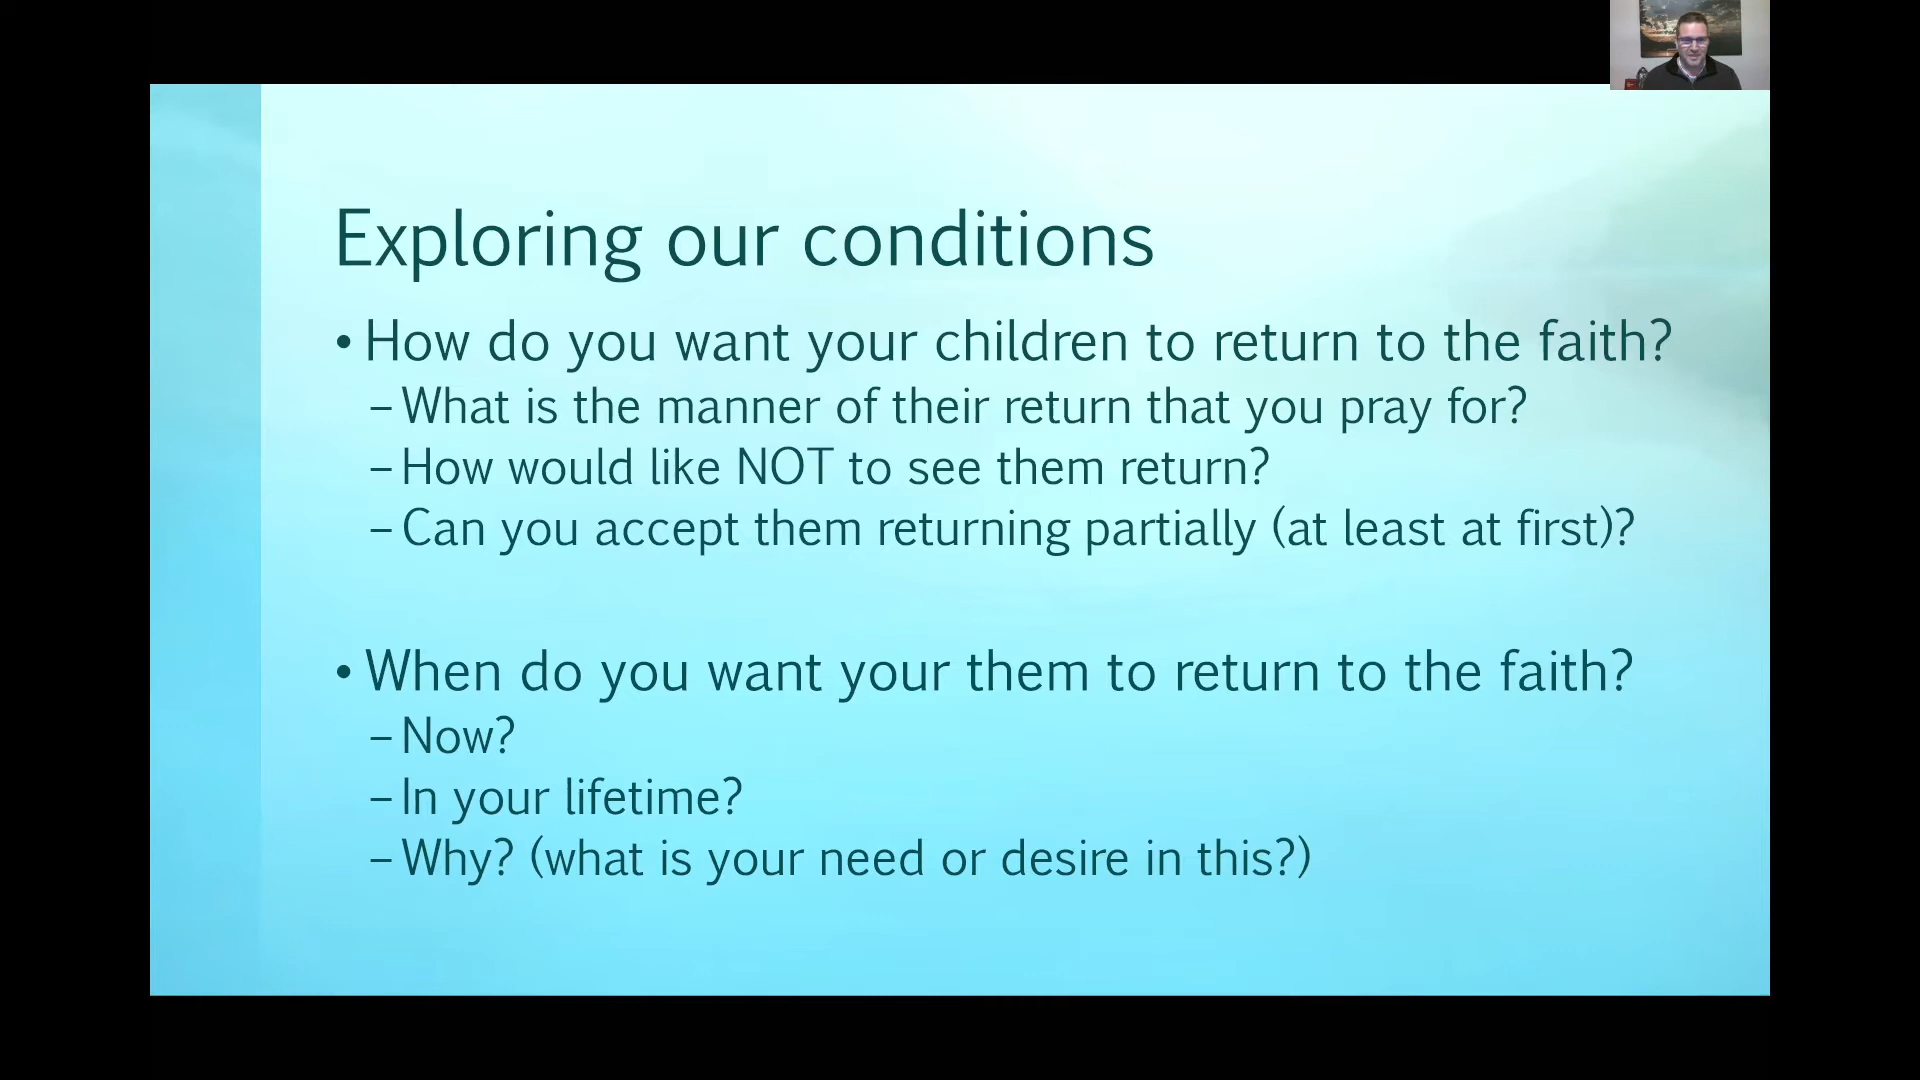 Exploring our conditions
• How do you want your children to return to the faith?
– What is the manner of their return that you pray for?
– How would like NOT to see them return?
– Can you accept them returning partially (at least at first)?
• When do you want your them to return to the faith?
– Now?
– In your lifetime?
– Why? (what is your need or desire in this?)